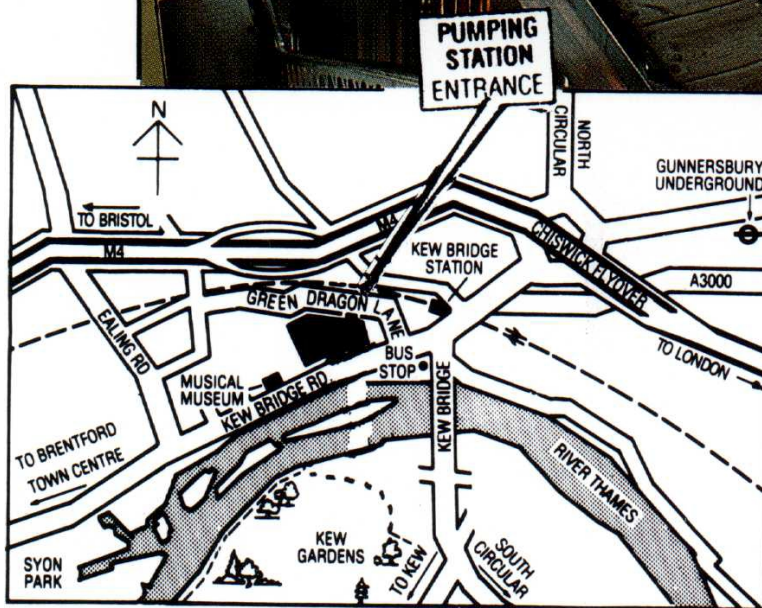 PUMPING
STATION
ENTRANCE
N
NORTH
CIRCULAR
GUNNERSBURY
UNDERGROUND
TO BRISTOL
M4
M4
CHISWICK FLYOVER
KEW BRIDGE
STATION
A3000
GREEN DRAGON LANE
EALING RD
TO LONDON
BUS
STOP
MUSICAL
MUSEUM
KEW BRIDGE RD.
KEW BRIDGE
TO BRENTFORD
TOWN CENTRE
RIVER THAMES
KEW
GARDENS
SYON
PARK
TO KEW
SOUTH
CIRCULAR